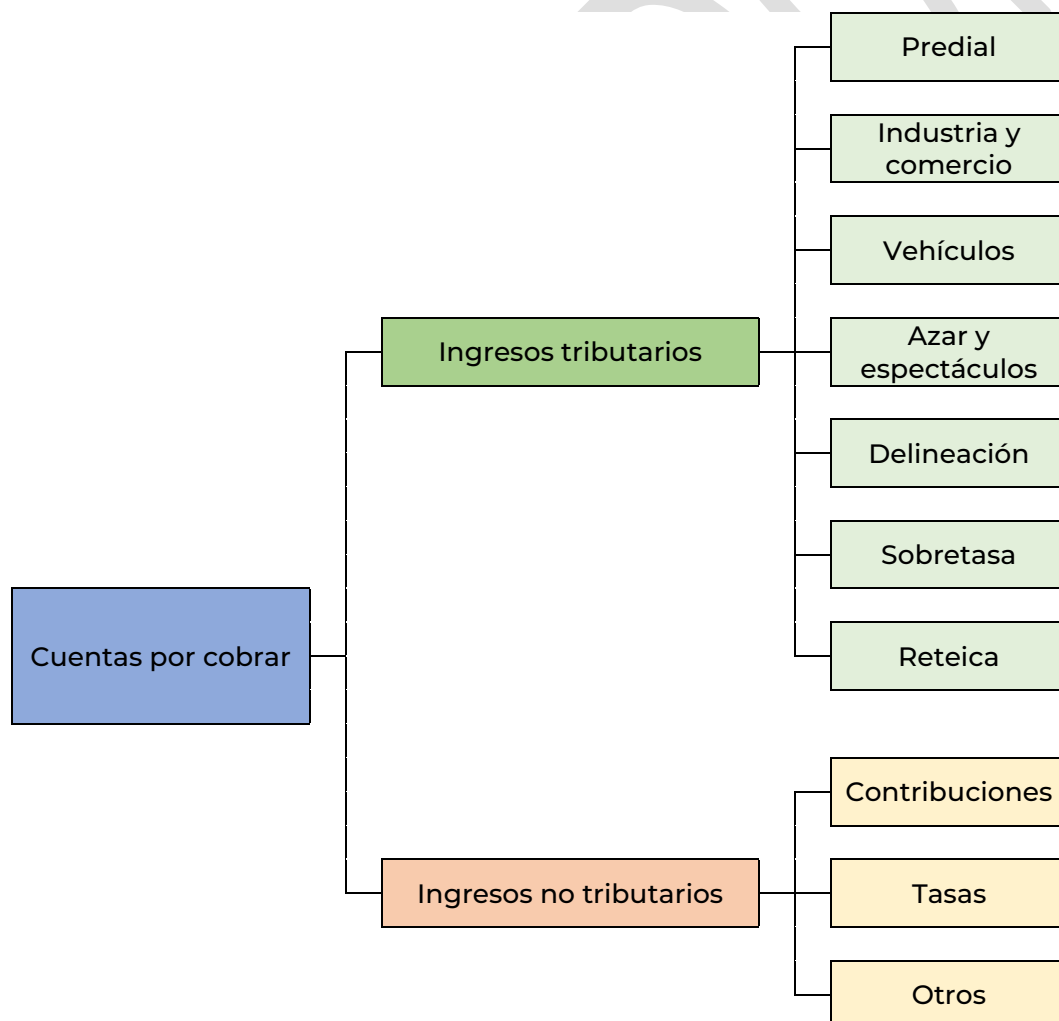 Predial
Industria y
comercio
Vehículos
Ingresos tributarios
Azar y
espectáculos
Delineación
Sobretasa
Cuentas por cobrar
Reteica
Contribuciones
Ingresos no tributarios
Tasas
Otros